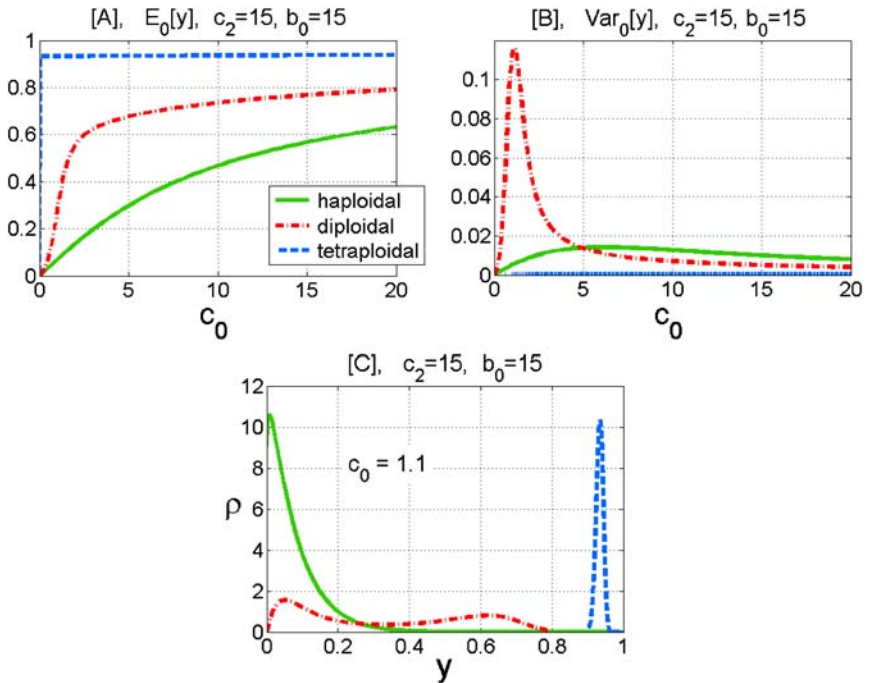 [A], E₀[y] c₂=15, b₀=15
1
0.8
0.6
0.4
0.2
0
0 5 10 15 20
c₀
haploidal
diploidal
tetraploidal
[B], Var₀[y], c₂=15, b₀=15
0.1
0.08
0.06
0.04
0.02
0
0 5 10 15 20
c₀
[C], c₂=15, b₀=15
12
10
8
6
4
2
0
ρ
c₀ = 1.1
0 0.2 0.4 0.6 0.8 1
y